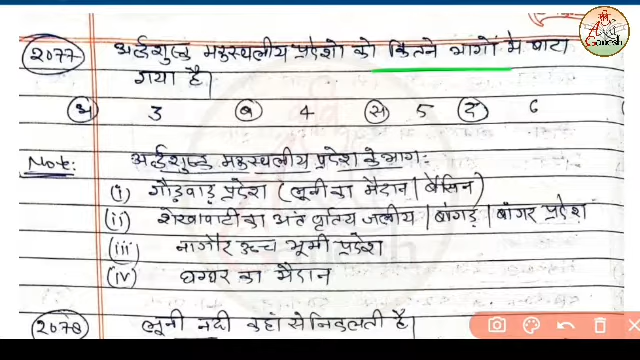 2077 अर्द्धशुष्क मरुस्थलीय प्रदेशो को कितने भागों मे बाटा
गया है।
अ 3 ब 4 स 5 द 6
Note: अर्द्धशुष्क मरुस्थलीय प्रदेश के भाग:
(i) गौड़वाड़ प्रदेश (लूनी का मैदान | बैसिन)
(ii) शेखावाटी का अंत वृतिय जलीय | बांगड़ | बांगर प्रदेश
(iii) नागौर उच्च भूमी प्रदेश
(iv) घग्घर का मैदान
2078 लूनी नदी कहां से निकलती है।